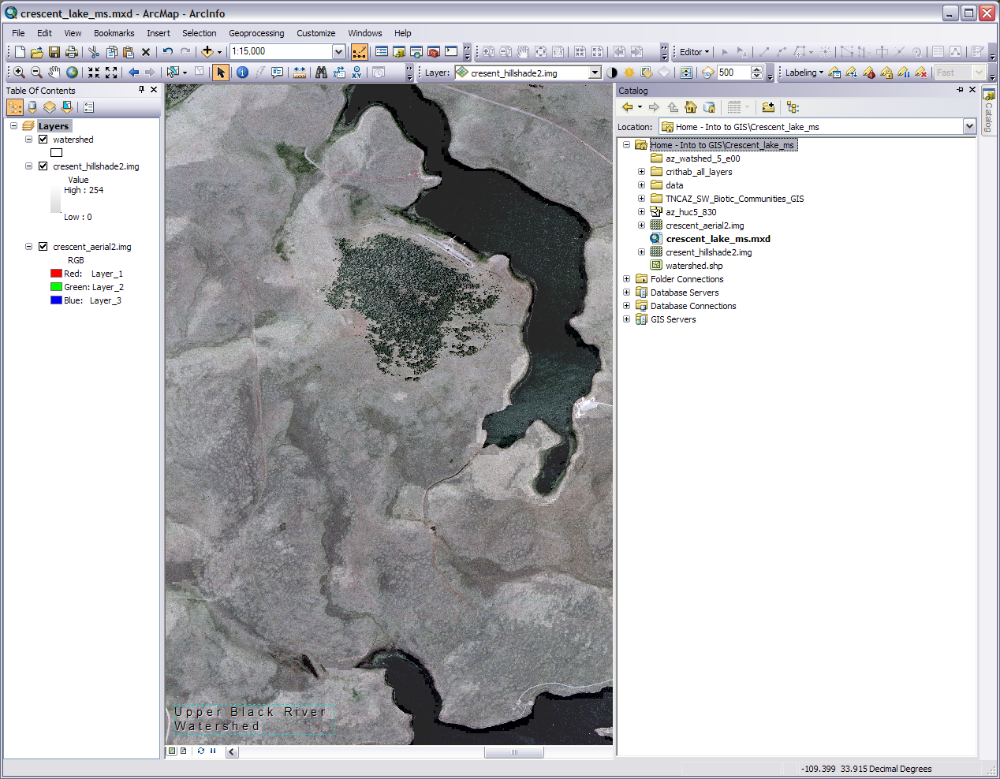 crescent_lake_ms.mxd - ArcMap - ArcInfo
File Edit View Bookmarks Insert Selection Geoprocessing Customize Windows Help
1:15,000
Editor
Layer: cresent_hillshade2.img
500
Labeling
Fast
Table Of Contents
Layers
watershed
cresent_hillshade2.img
Value
High : 254
Low : 0
crescent_aerial2.img
RGB
Red: Layer_1
Green: Layer_2
Blue: Layer_3
Upper Black River
Watershed
Catalog
Location: Home - Into to GIS\Crescent_lake_ms
Home - Into to GIS\Crescent_lake_ms
az_watshed_5_e00
crithab_all_layers
data
TNCAZ_SW_Biotic_Communities_GIS
az_huc5_830
crescent_aerial2.img
crescent_lake_ms.mxd
cresent_hillshade2.img
watershed.shp
Folder Connections
Database Servers
Database Connections
GIS Servers
Catalog
-109.399 33.915 Decimal Degrees